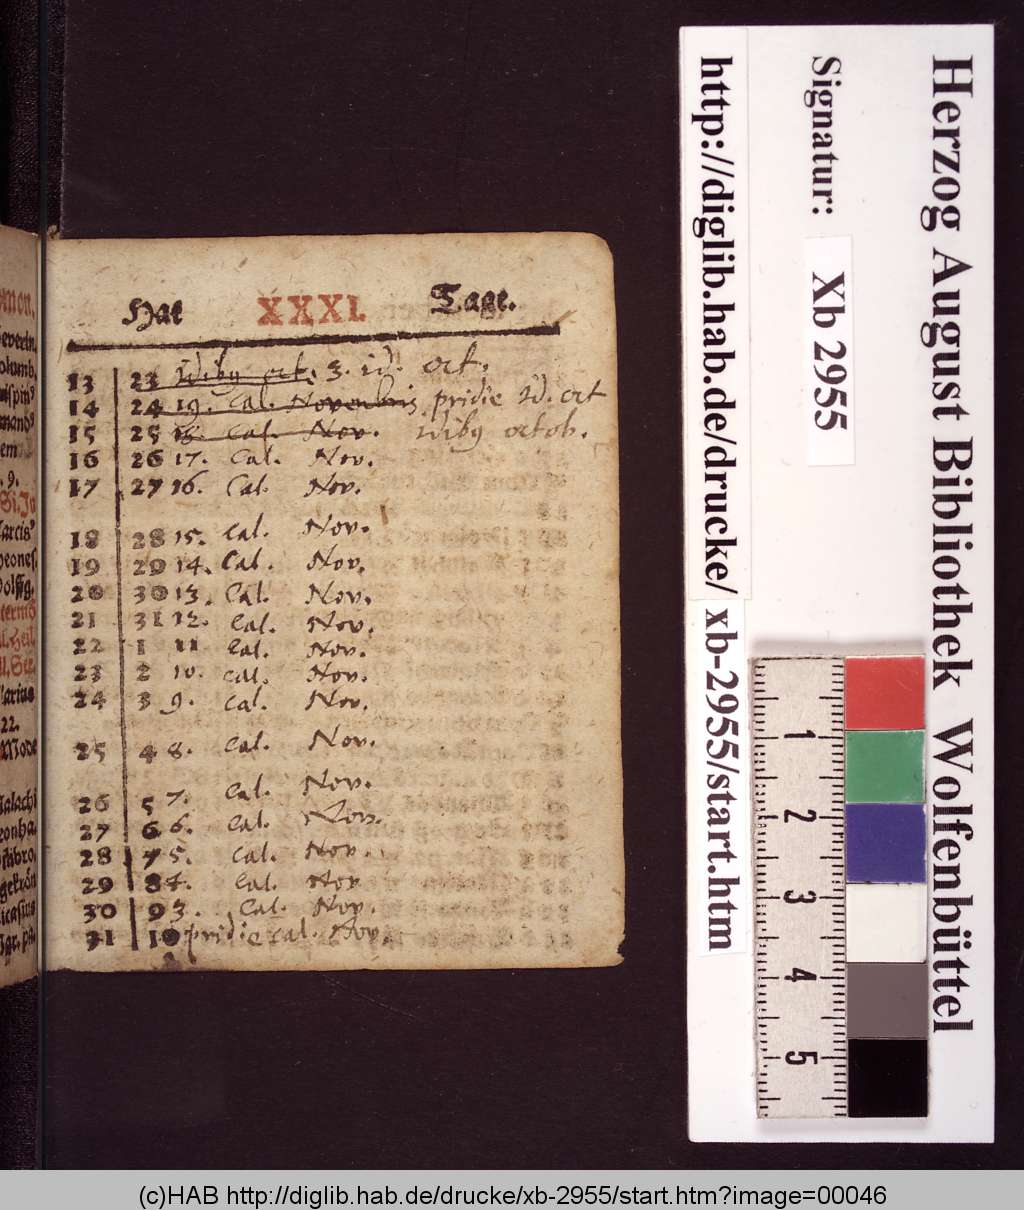 Hat XXXI. Tage.
13 23 Idibg oct. 3. id. oct.
14 24 19. Cal. Novembris pridie Id. oct
15 25 18. Cal. Nov. idibg octob.
16 26 17. Cal. Nov.
17 27 16. Cal. Nov.
18 28 15. Cal. Nov.
19 29 14. Cal. Nov.
20 30 13. Cal. Nov.
21 31 12. Cal. Nov.
22 1 11 Cal. Nov.
23 2 10. Cal. Nov.
24 3 9. Cal. Nov.
25 4 8. Cal. Nov.
26 5 7. Cal. Nov.
27 6 6. Cal. Nov.
28 7 5. Cal. Nov.
29 8 4. Cal. Nov
30 9 3. Cal. Nov.
31 10 pridie Cal. Nov.
9.
22.
Herzog August Bibliothek Wolfenbüttel
Signatur: Xb 2955
http://diglib.hab.de/drucke/ xb-2955/start.htm
1 2 3 4 5
(c)HAB http://diglib.hab.de/drucke/xb-2955/start.htm?image=00046